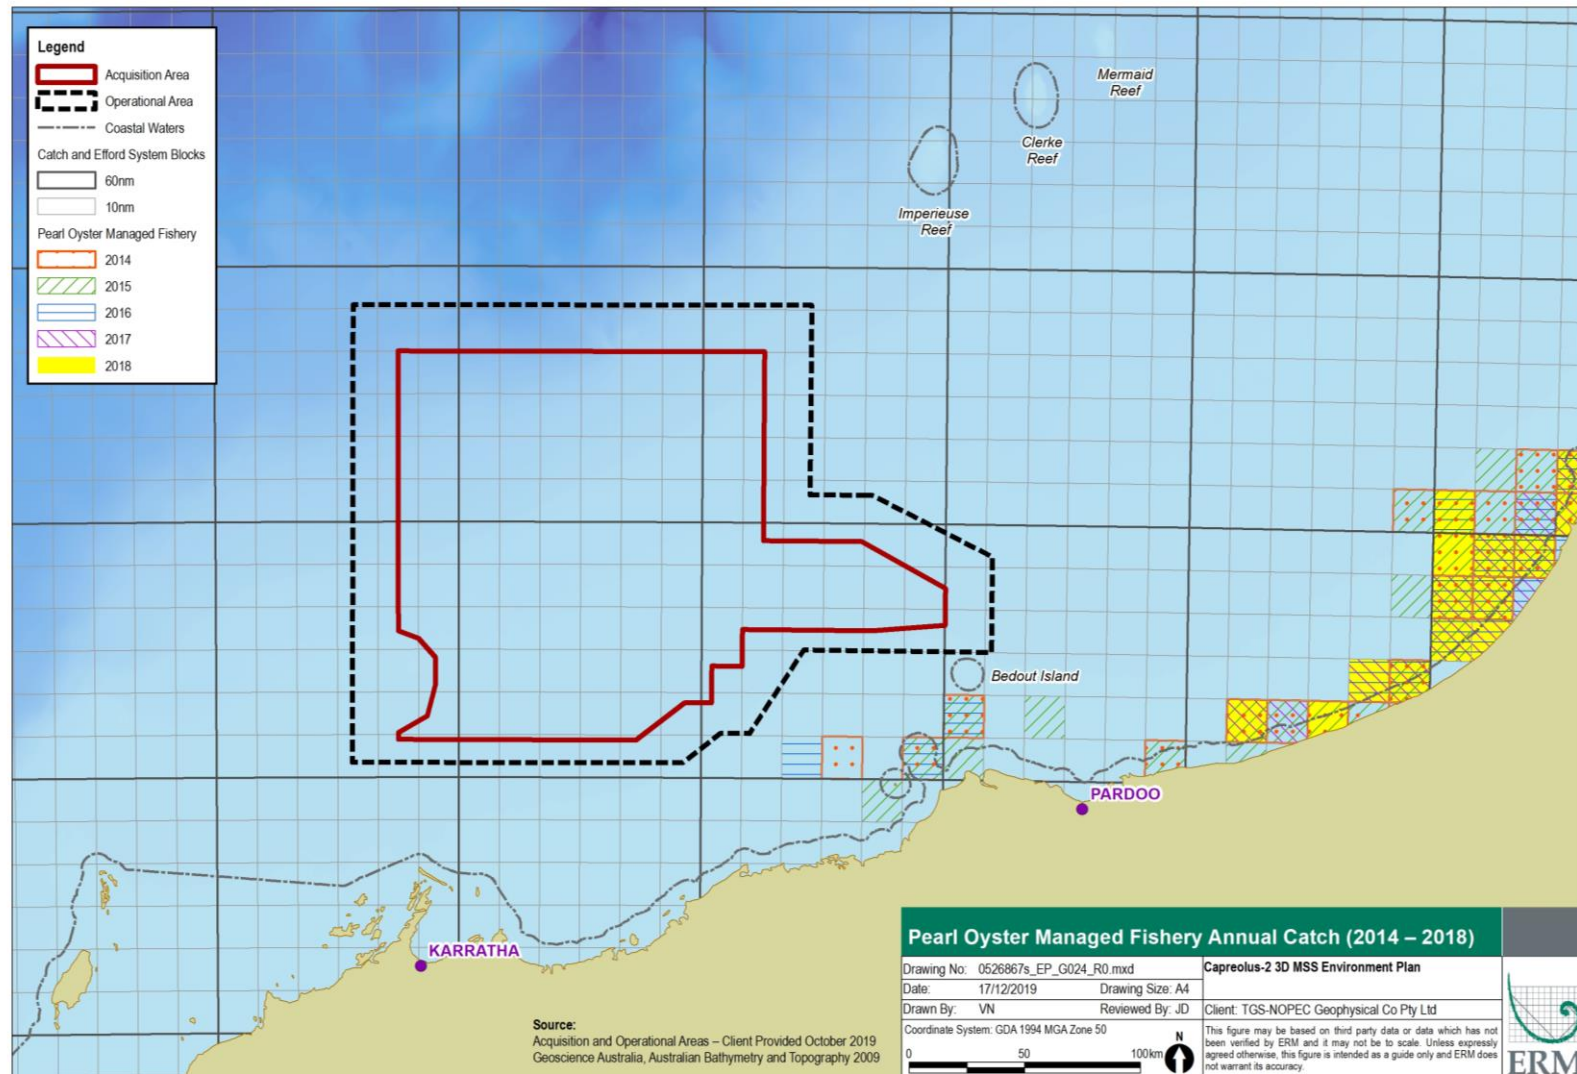 Legend
Acquisition Area
Operational Area
Coastal Waters
Catch and Efford System Blocks
60nm
10nm
Pearl Oyster Managed Fishery
2014
2015
2016
2017
2018
Mermaid
Reef
Clerke
Reef
Imperieuse
Reef
Bedout Island
PARDOO
KARRATHA
Source:
Acquisition and Operational Areas – Client Provided October 2019
Geoscience Australia, Australian Bathymetry and Topography 2009
Pearl Oyster Managed Fishery Annual Catch (2014 – 2018)
Drawing No: 0526867s_EP_G024_R0.mxd
Date: 17/12/2019 Drawing Size: A4
Drawn By: VN Reviewed By: JD
Coordinate System: GDA 1994 MGA Zone 50
N
0 50 100km
Capreolus-2 3D MSS Environment Plan
Client: TGS-NOPEC Geophysical Co Pty Ltd
This figure may be based on third party data or data which has not
been verified by ERM and it may not be to scale. Unless expressly
agreed otherwise, this figure is intended as a guide only and ERM does
not warrant its accuracy.
ERM